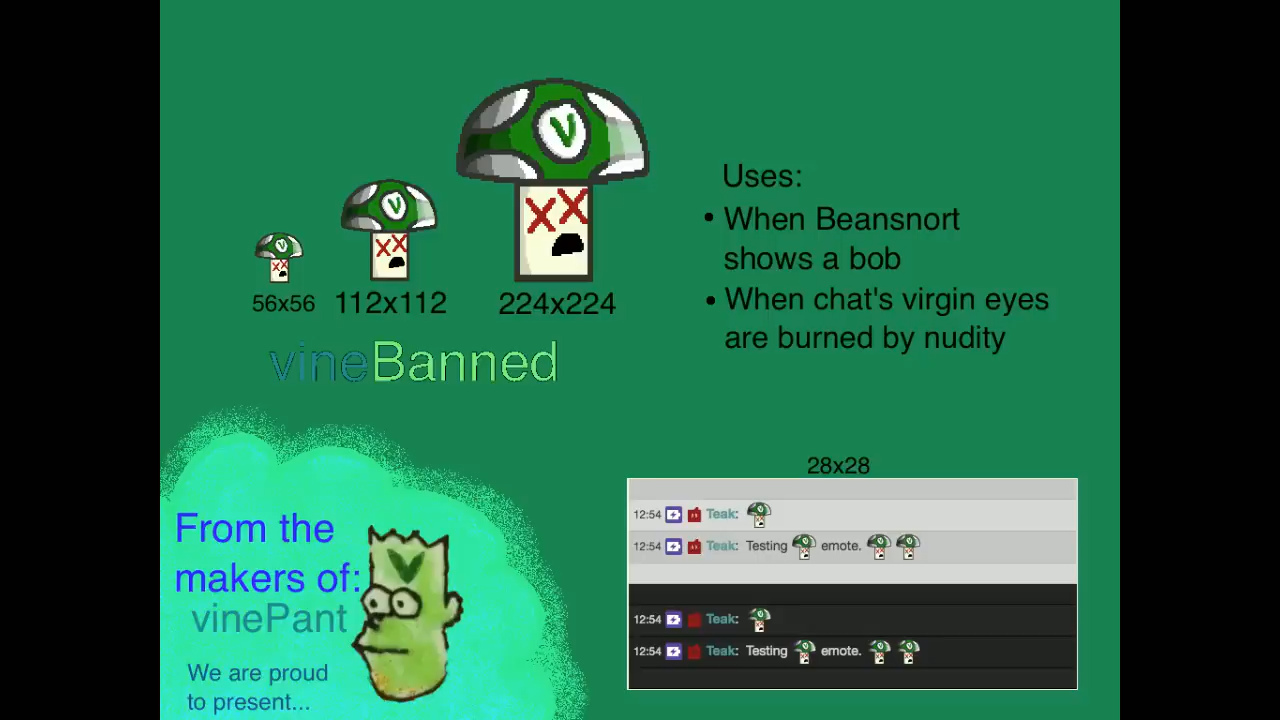 V
V
V
56x56 112x112 224x224
vineBanned
Uses:
• When Beansnort
shows a bob
• When chat's virgin eyes
are burned by nudity
From the
makers of:
vinePant
We are proud
to present...
V
28x28
12:54 Teak:
12:54 Teak: Testing emote.
12:54 Teak:
12:54 Teak: Testing emote.